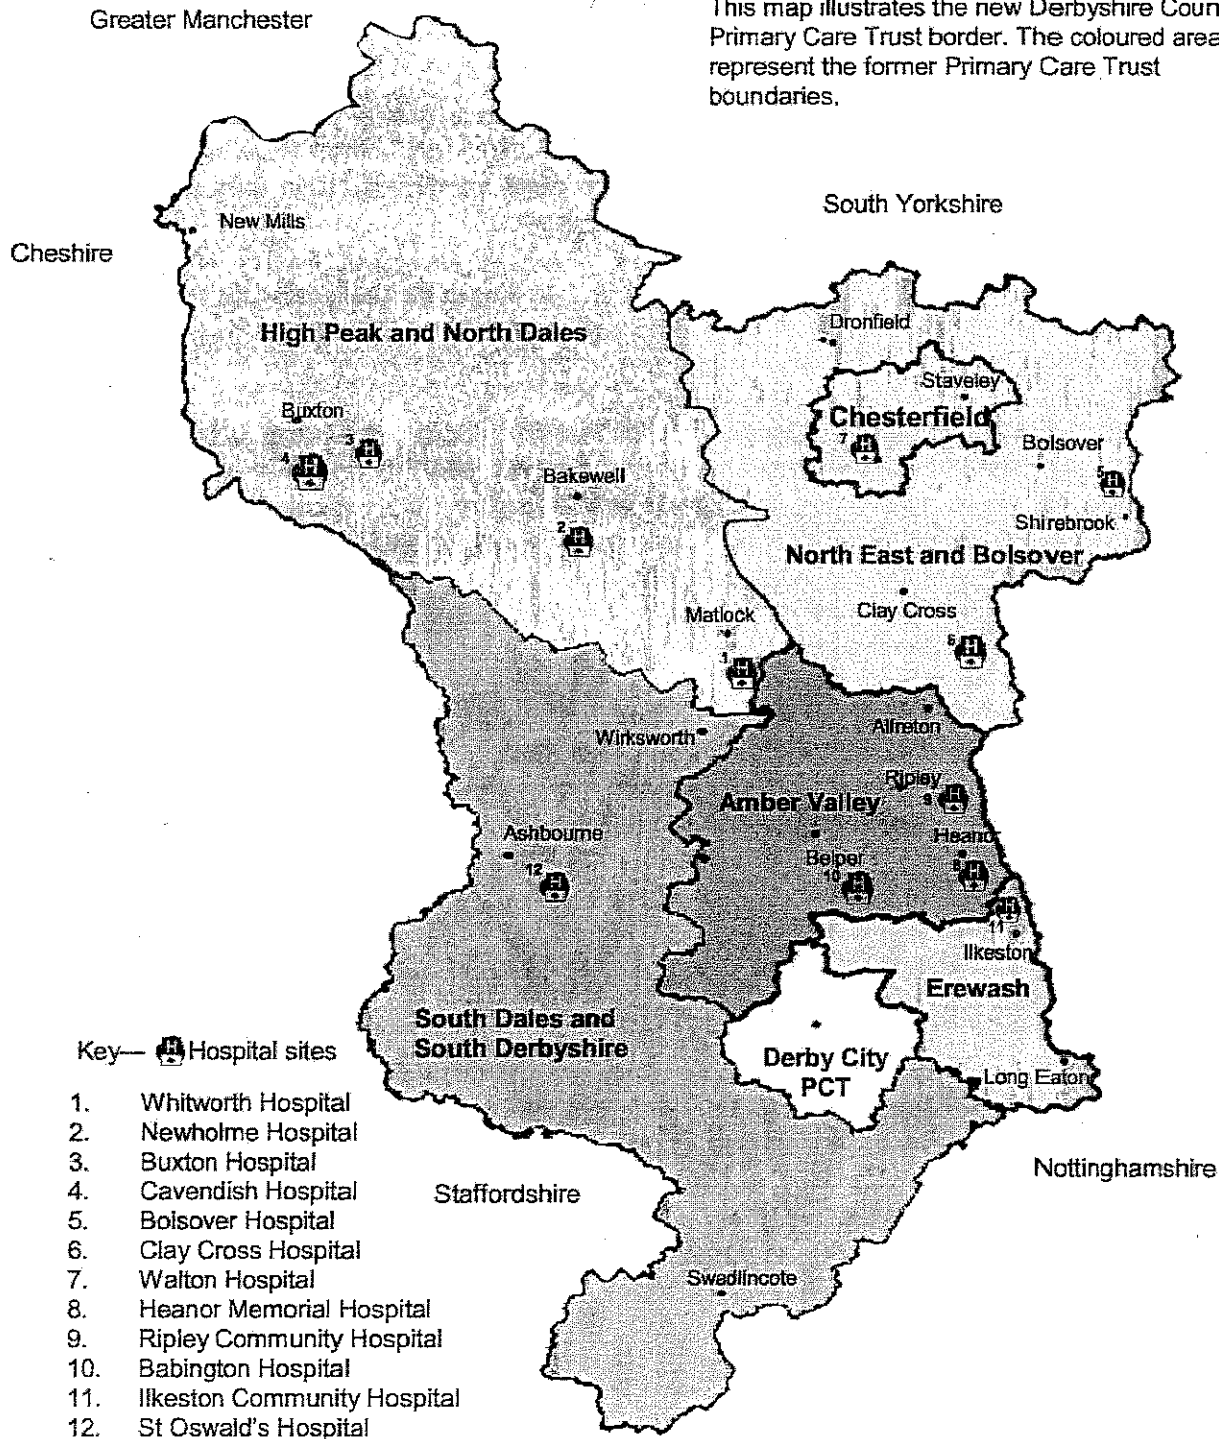 Greater Manchester
This map illustrates the new Derbyshire Coun
Primary Care Trust border. The coloured area
represent the former Primary Care Trust
boundaries.
South Yorkshire
Cheshire
New Mills
High Peak and North Dales
Dronfield
Staveley
Chesterfield
7
H
Buxton
3
H
4
H
Bolsover
5
H
Bakewell
2
H
Shirebrook
North East and Bolsover
Clay Cross
6
H
Matlock
1
H
Alfreton
Wirksworth
Ripley
9
H
Amber Valley
Ashbourne
12
H
Heanor
8
H
Belper
10
H
H
11
Ilkeston
Erewash
South Dales and
South Derbyshire
Derby City
PCT
Long Eaton
Nottinghamshire
Staffordshire
Swadlincote
Key— H Hospital sites
1. Whitworth Hospital
2. Newholme Hospital
3. Buxton Hospital
4. Cavendish Hospital
5. Bolsover Hospital
6. Clay Cross Hospital
7. Walton Hospital
8. Heanor Memorial Hospital
9. Ripley Community Hospital
10. Babington Hospital
11. Ilkeston Community Hospital
12. St Oswald's Hospital